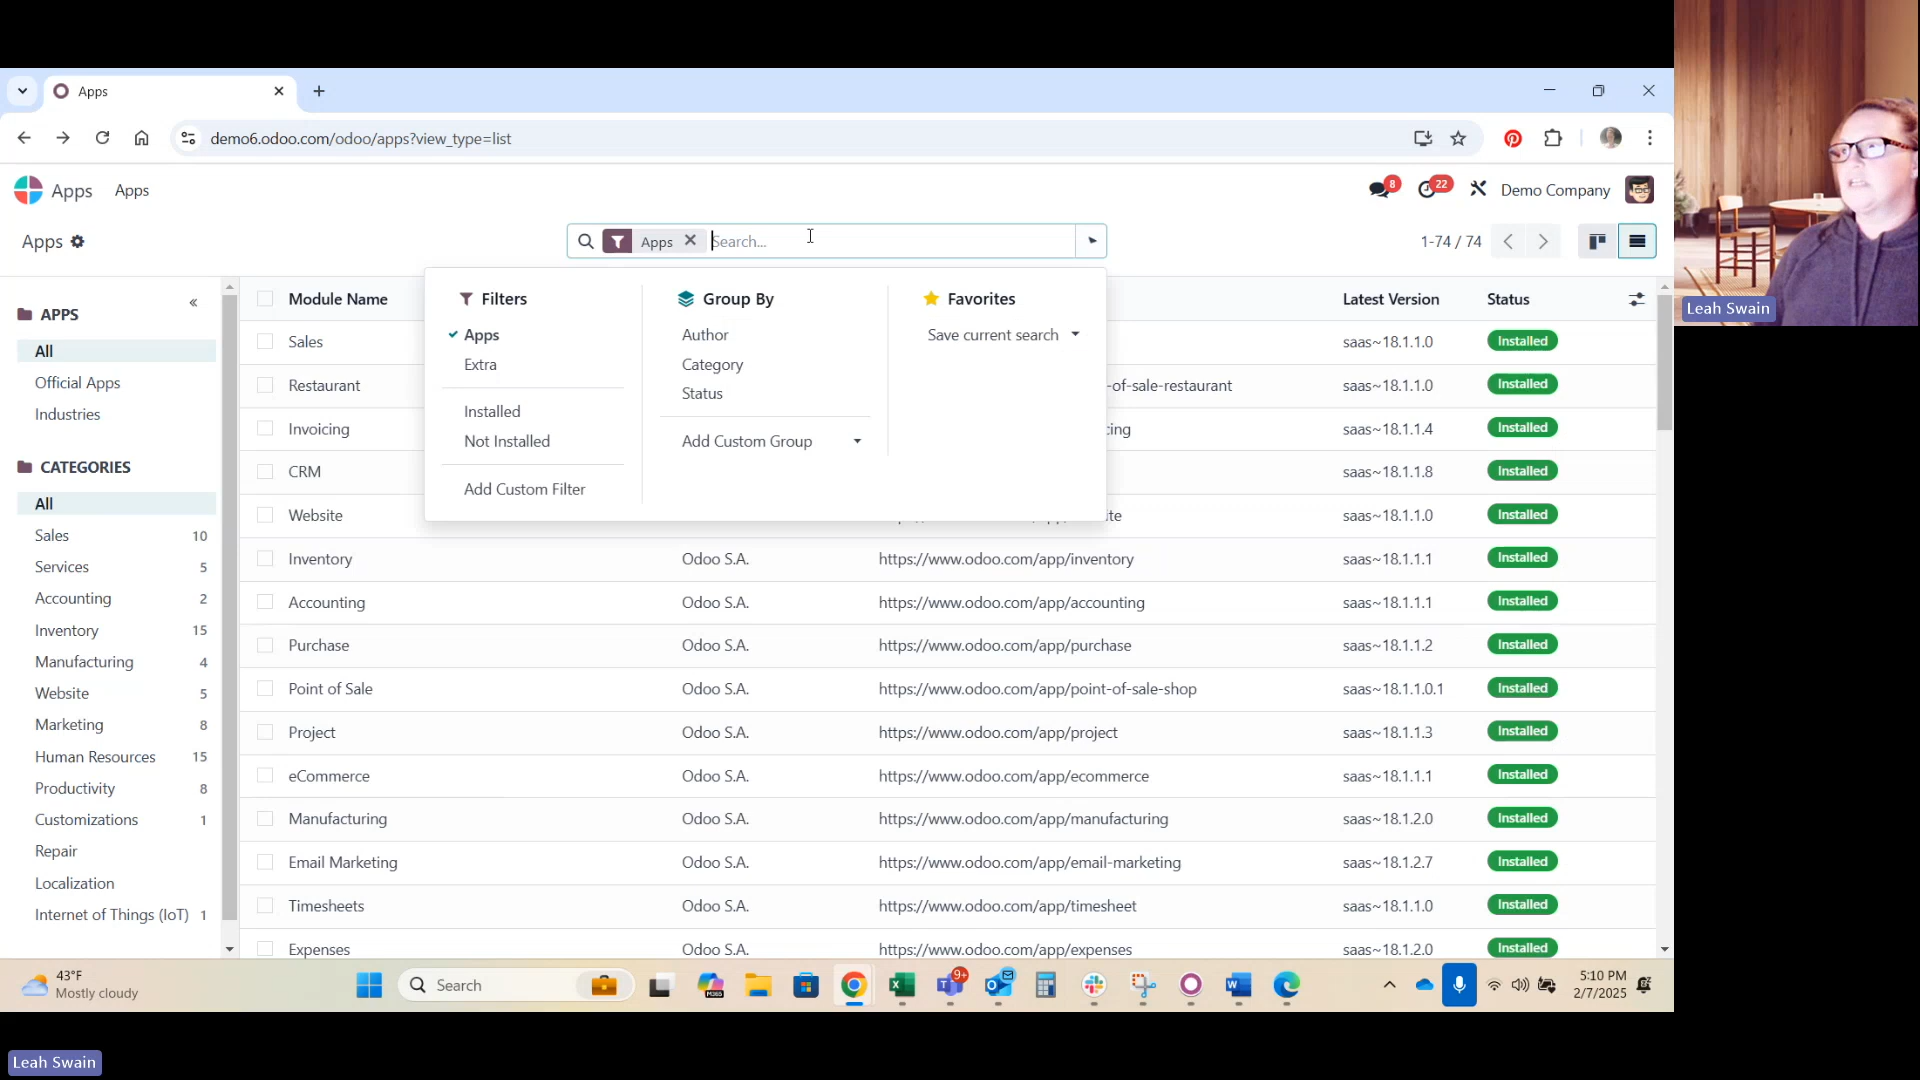 Apps
demo6.odoo.com/odoo/apps?view_type=list
Apps Apps
8 22 Demo Company
Apps
Apps Search...
1-74 / 74
APPS
All
Official Apps
Industries
CATEGORIES
All
Sales 10
Services 5
Accounting 2
Inventory 15
Manufacturing 4
Website 5
Marketing 8
Human Resources 15
Productivity 8
Customizations 1
Repair
Localization
Internet of Things (IoT) 1
Filters
Apps
Extra
Installed
Not Installed
Add Custom Filter
Group By
Author
Category
Status
Add Custom Group
Favorites
Save current search
Module Name Latest Version Status
Sales saas~18.1.1.0 Installed
Restaurant -of-sale-restaurant saas~18.1.1.0 Installed
Invoicing cing saas~18.1.1.4 Installed
CRM saas~18.1.1.8 Installed
Website te saas~18.1.1.0 Installed
Inventory Odoo S.A. https://www.odoo.com/app/inventory saas~18.1.1.1 Installed
Accounting Odoo S.A. https://www.odoo.com/app/accounting saas~18.1.1.1 Installed
Purchase Odoo S.A. https://www.odoo.com/app/purchase saas~18.1.1.2 Installed
Point of Sale Odoo S.A. https://www.odoo.com/app/point-of-sale-shop saas~18.1.1.0.1 Installed
Project Odoo S.A. https://www.odoo.com/app/project saas~18.1.1.3 Installed
eCommerce Odoo S.A. https://www.odoo.com/app/ecommerce saas~18.1.1.1 Installed
Manufacturing Odoo S.A. https://www.odoo.com/app/manufacturing saas~18.1.2.0 Installed
Email Marketing Odoo S.A. https://www.odoo.com/app/email-marketing saas~18.1.2.7 Installed
Timesheets Odoo S.A. https://www.odoo.com/app/timesheet saas~18.1.1.0 Installed
Expenses Odoo S.A. https://www.odoo.com/app/expenses saas~18.1.2.0 Installed
43°F
Mostly cloudy
Search
M365
9+
5:10 PM
2/7/2025
Leah Swain
Leah Swain